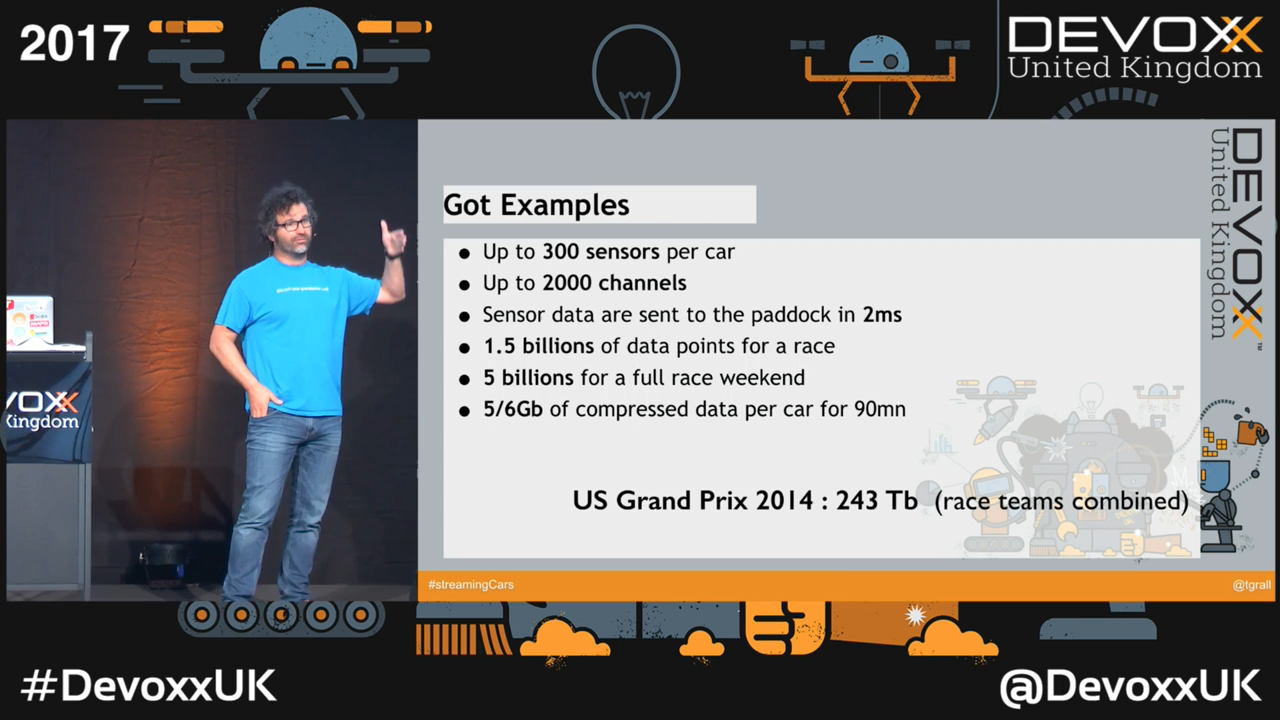 2017
DEVOXX
United Kingdom
DEVOXX
United Kingdom
Got Examples
● Up to 300 sensors per car
● Up to 2000 channels
● Sensor data are sent to the paddock in 2ms
● 1.5 billions of data points for a race
● 5 billions for a full race weekend
● 5/6Gb of compressed data per car for 90mn
US Grand Prix 2014 : 243 Tb (race teams combined)
VOXX
Kingdom
#streamingCars
@tgrall
#DevoxxUK
@DevoxxUK